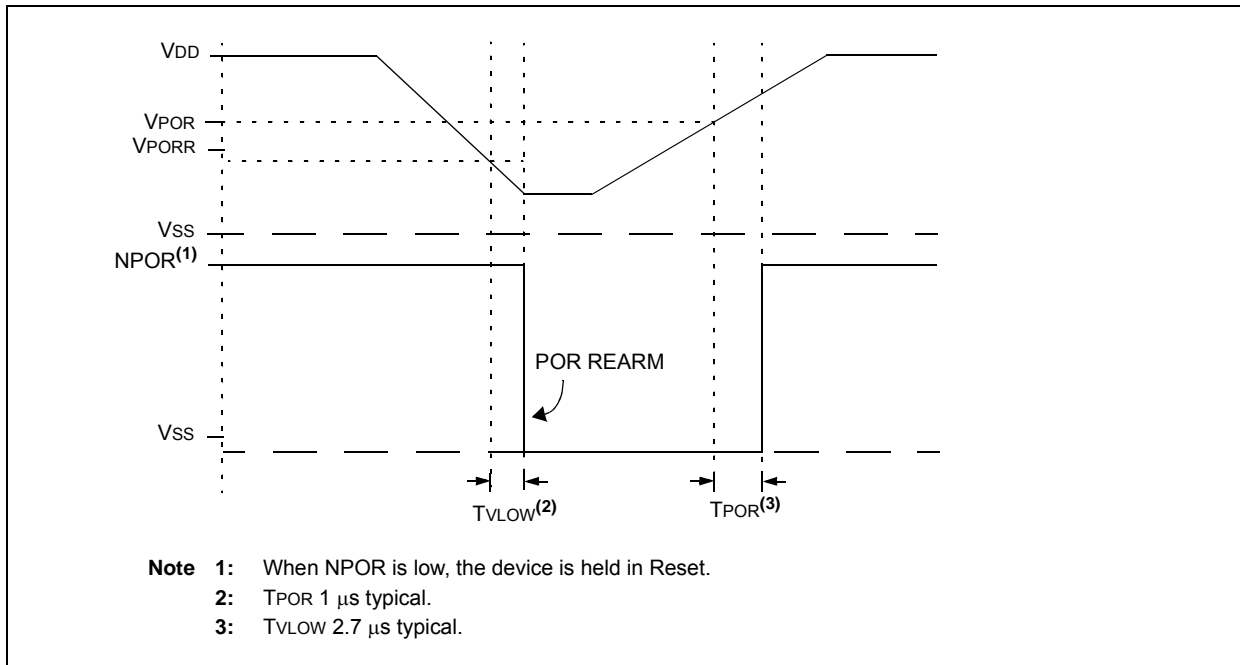 VDD
VPOR
VPORR
VSS
NPOR(1)
POR REARM
VSS
TVLOW(2)
TPOR(3)
Note 1: When NPOR is low, the device is held in Reset.
2: TPOR 1 μs typical.
3: TVLOW 2.7 μs typical.